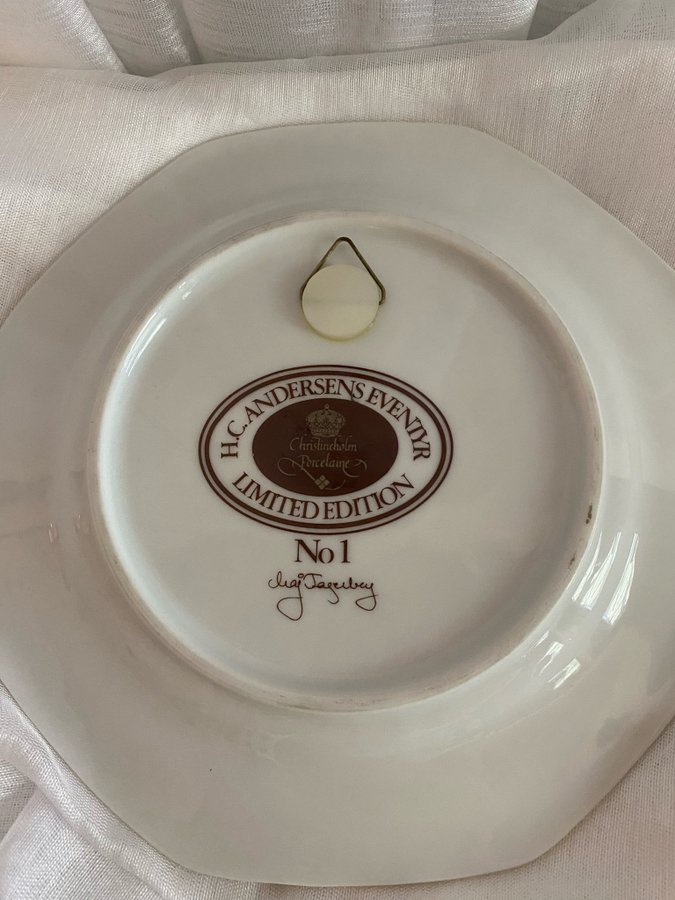 H.C. ANDERSENS EVENTYR
Christineholm
Porcelaine
LIMITED EDITION
No 1